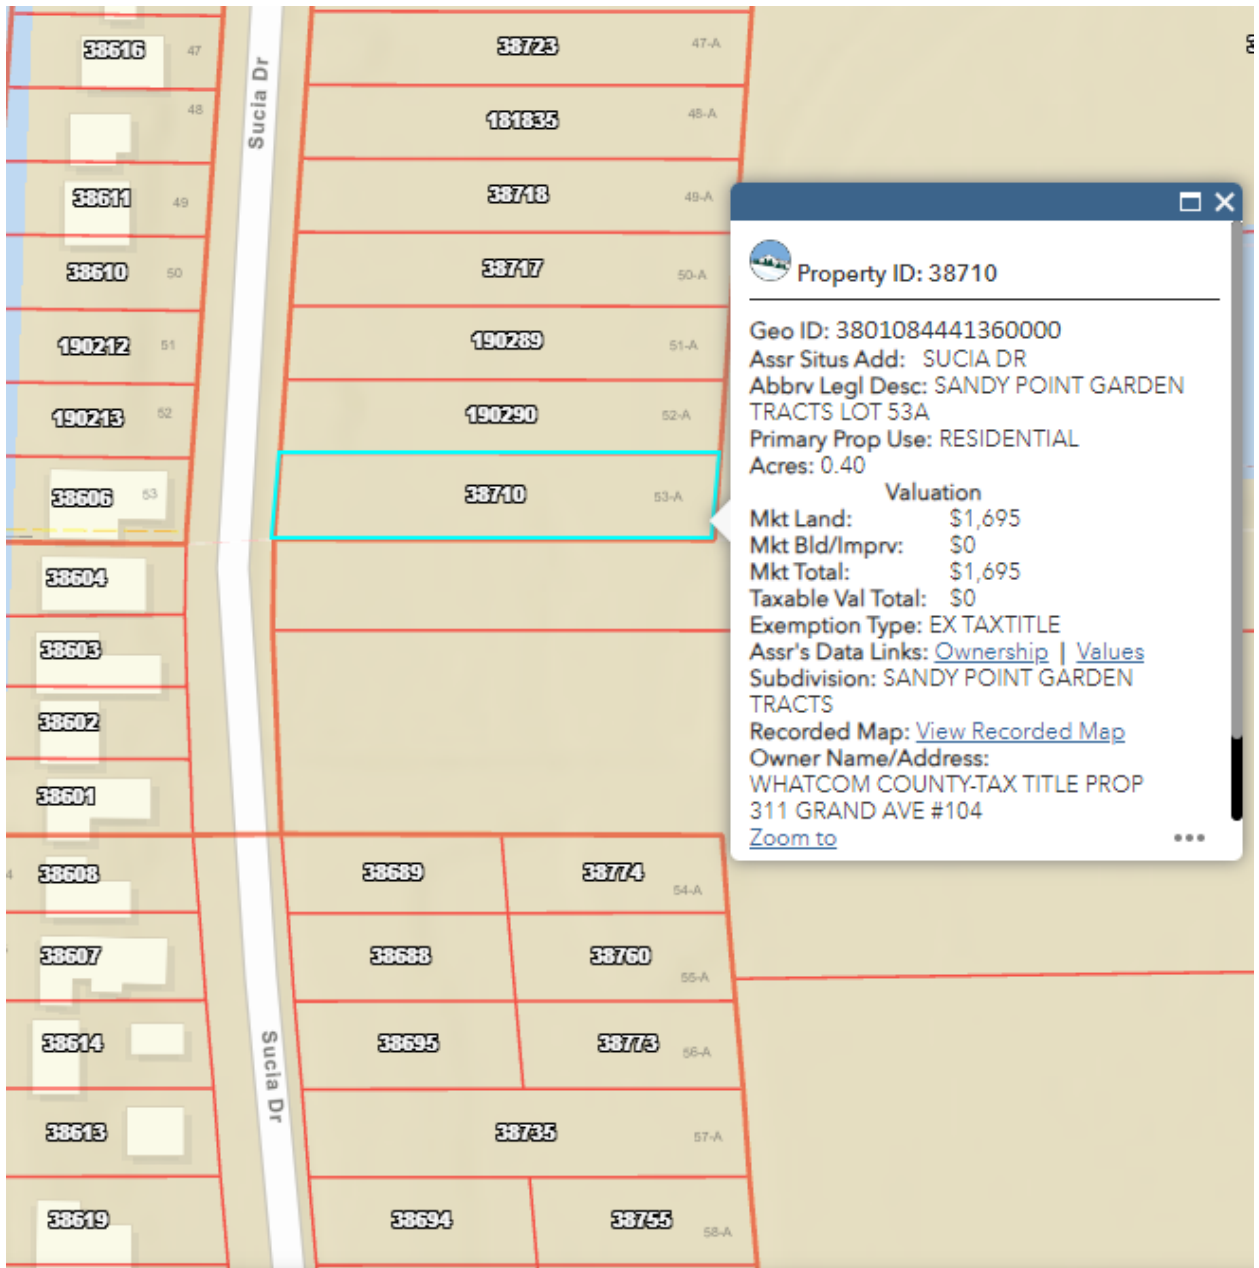 38616
47
38723
47-A
Sucia Dr
48
181835
48-A
38611
49
38718
49-A
38610
50
38717
50-A
190212
51
190289
51-A
190213
52
190290
52-A
38606
53
38710
53-A
38604
38603
38602
38601
38608
38689
38774
54-A
38607
38688
38760
55-A
38614
38695
38773
56-A
Sucia Dr
38613
38735
57-A
38619
38694
38755
58-A
Property ID: 38710
Geo ID: 3801084441360000
Assr Situs Add: SUCIA DR
Abbrv Legl Desc: SANDY POINT GARDEN
TRACTS LOT 53A
Primary Prop Use: RESIDENTIAL
Acres: 0.40
Valuation
Mkt Land: $1,695
Mkt Bld/Imprv: $0
Mkt Total: $1,695
Taxable Val Total: $0
Exemption Type: EX TAXTITLE
Assr's Data Links: Ownership | Values
Subdivision: SANDY POINT GARDEN
TRACTS
Recorded Map: View Recorded Map
Owner Name/Address:
WHATCOM COUNTY-TAX TITLE PROP
311 GRAND AVE #104
Zoom to